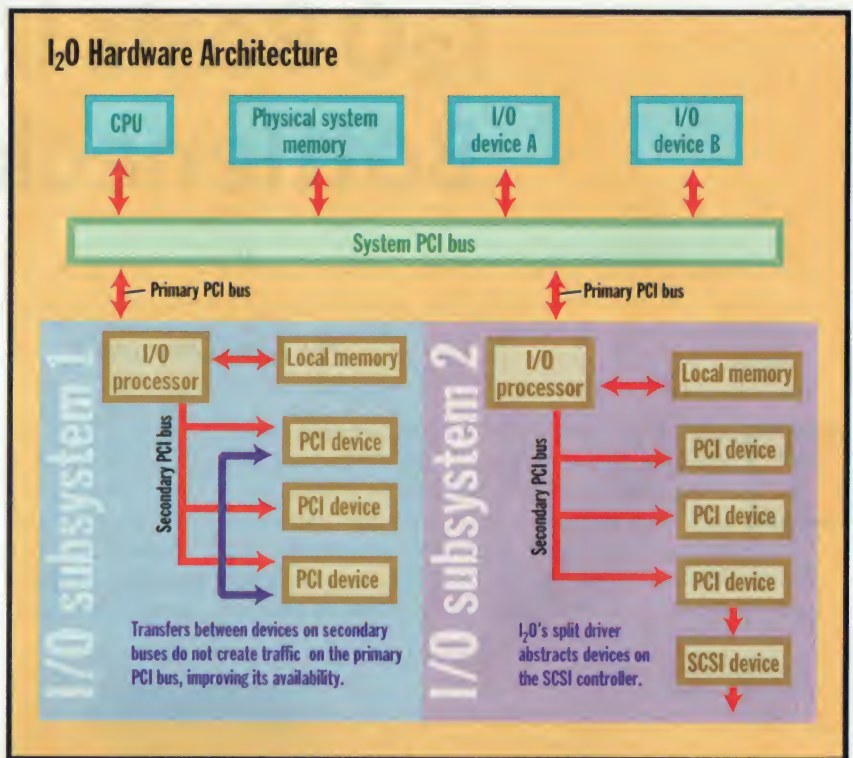 I₂O Hardware Architecture
CPU
Physical system
memory
I/O
device A
I/O
device B
System PCI bus
Primary PCI bus
Primary PCI bus
I/O subsystem 1
I/O
processor
Local memory
Secondary PCI bus
PCI device
PCI device
PCI device
Transfers between devices on secondary
buses do not create traffic on the primary
PCI bus, improving its availability.
I/O subsystem 2
I/O
processor
Local memory
Secondary PCI bus
PCI device
PCI device
PCI device
SCSI device
I₂O's split driver
abstracts devices on
the SCSI controller.